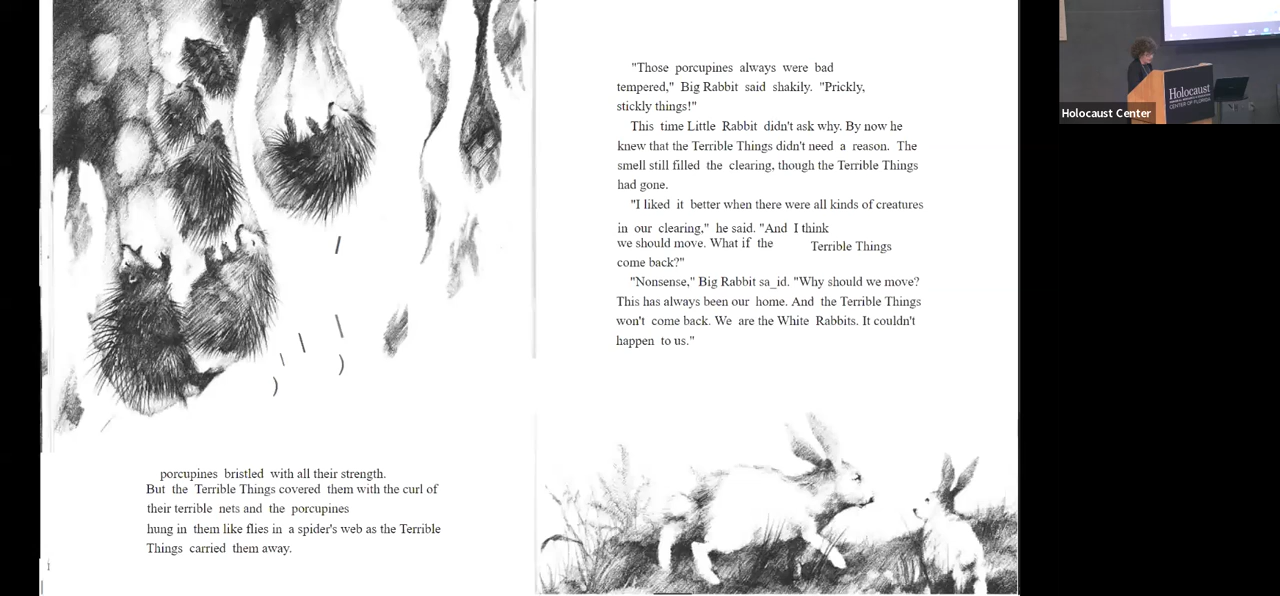 porcupines bristled with all their strength.
But the Terrible Things covered them with the curl of
their terrible nets and the porcupines
hung in them like flies in a spider's web as the Terrible
Things carried them away.
"Those porcupines always were bad
tempered," Big Rabbit said shakily. "Prickly,
stickly things!"
This time Little Rabbit didn't ask why. By now he
knew that the Terrible Things didn't need a reason. The
smell still filled the clearing, though the Terrible Things
had gone.
"I liked it better when there were all kinds of creatures
in our clearing," he said. "And I think
we should move. What if the Terrible Things
come back?"
"Nonsense," Big Rabbit sa_id. "Why should we move?
This has always been our home. And the Terrible Things
won't come back. We are the White Rabbits. It couldn't
happen to us."
Holocaust
CENTER OF FLORIDA
Holocaust Center